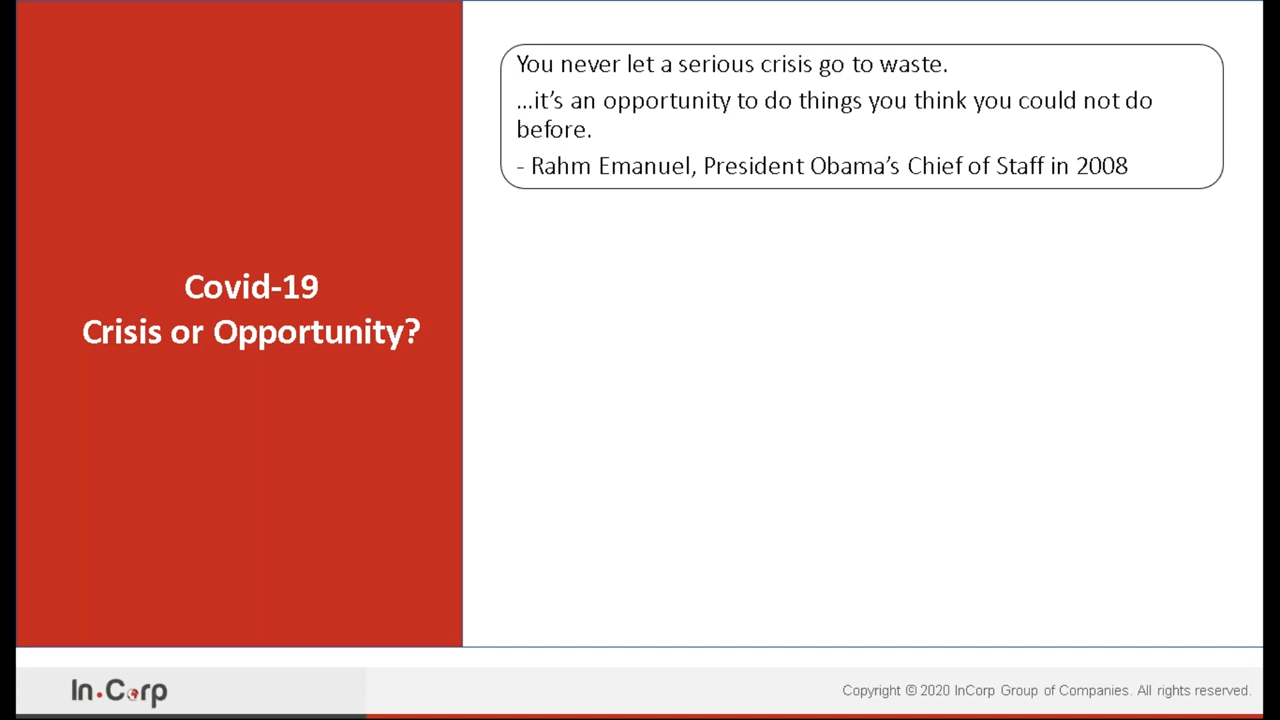 Covid-19
Crisis or Opportunity?
You never let a serious crisis go to waste.
...it’s an opportunity to do things you think you could not do
before.
- Rahm Emanuel, President Obama’s Chief of Staff in 2008
In.Corp
Copyright © 2020 InCorp Group of Companies. All rights reserved.